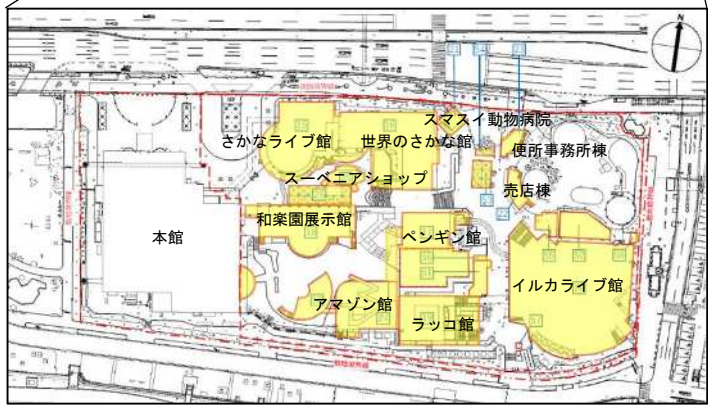 N
スマスイ動物病院
さかなライブ館
世界のさかな館
便所事務所棟
スーベニアショップ
売店棟
和楽園展示館
本館
ペンギン館
イルカライブ館
アマゾン館
ラッコ館